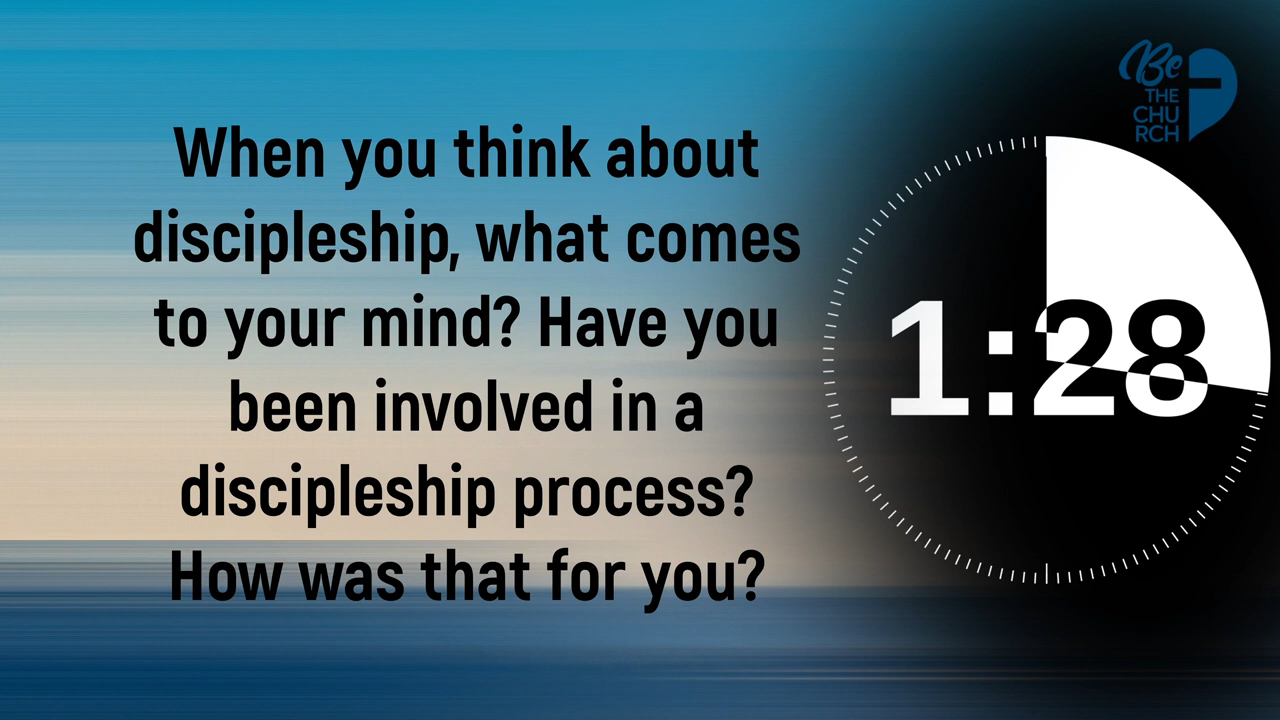 When you think about
discipleship, what comes
to your mind? Have you
been involved in a
discipleship process?
How was that for you?
Be
THE
CHU
RCH
1:28